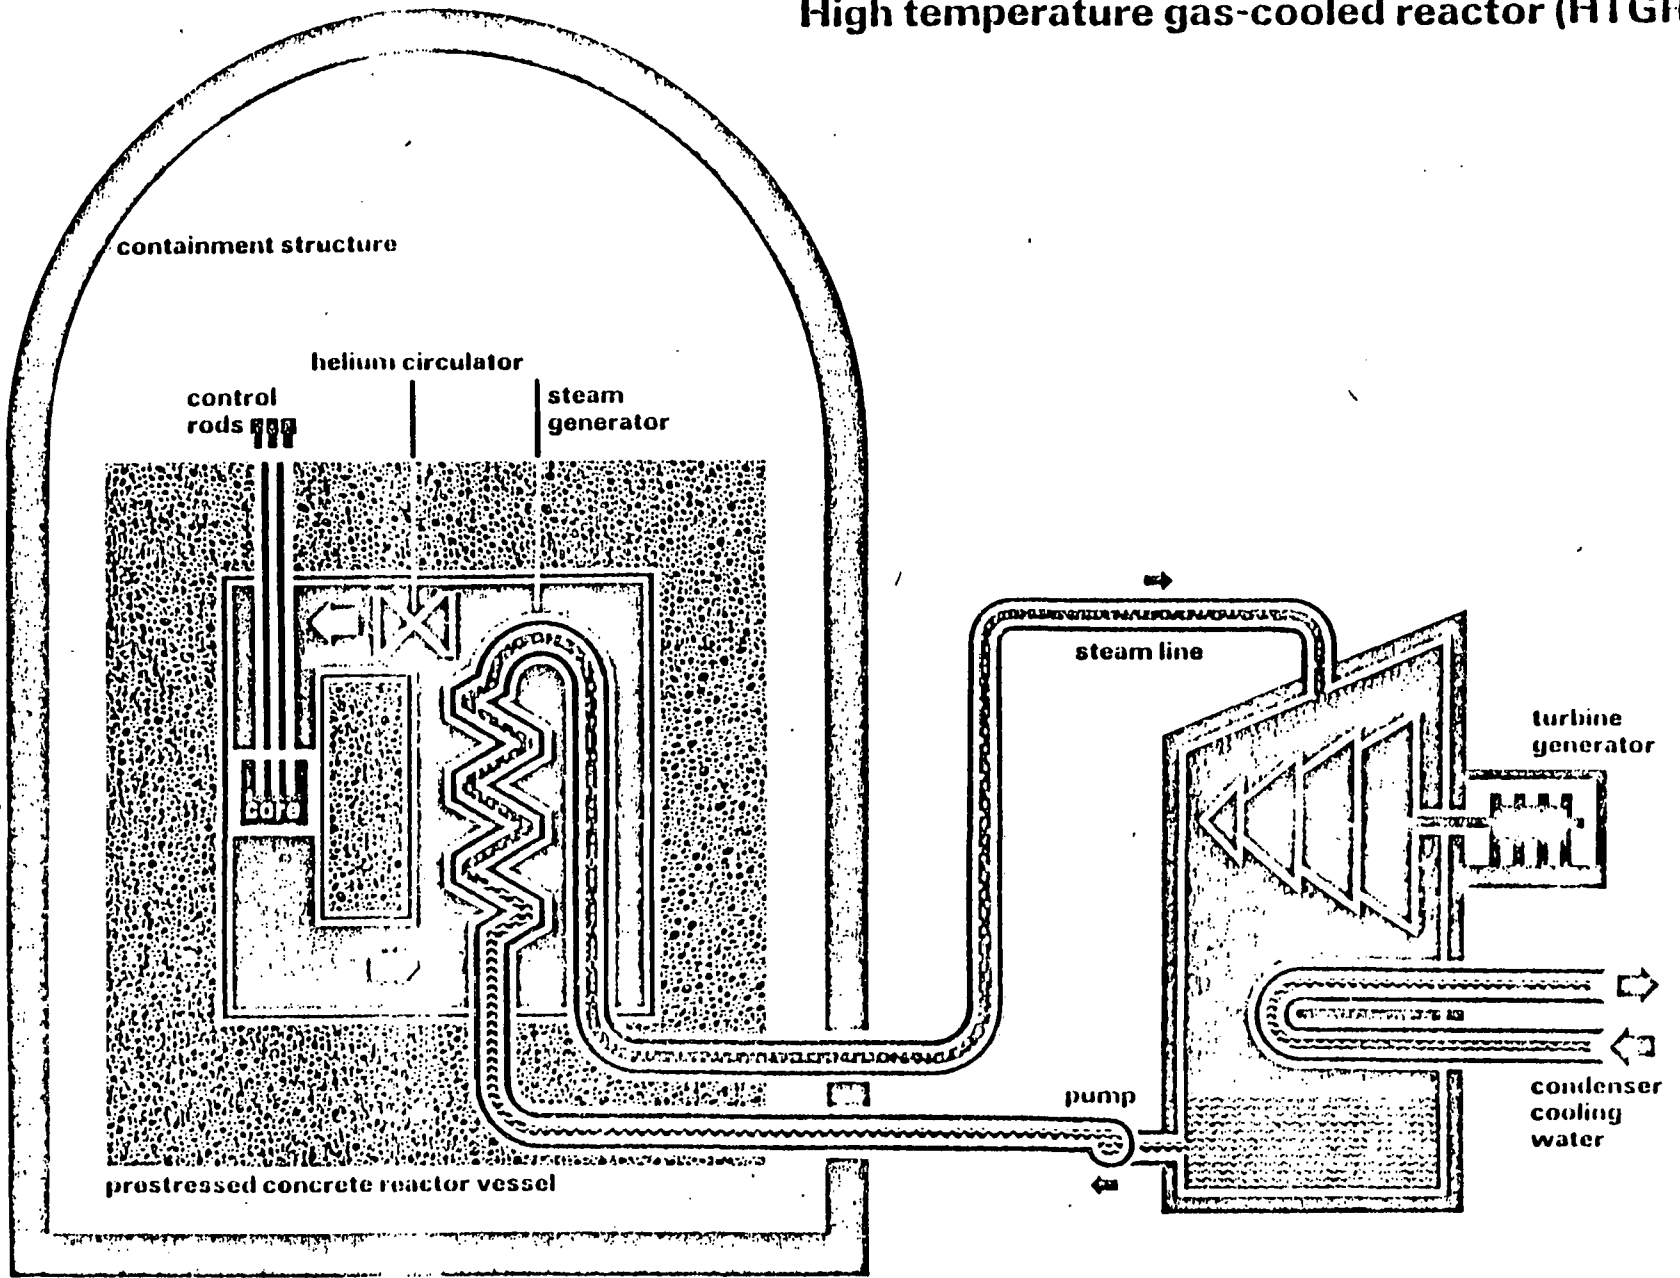 High temperature gas-cooled reactor
containment structure
helium circulator
control
rods
steam
generator
core
steam line
turbine
generator
pump
condenser
cooling
water
prestressed concrete reactor vessel